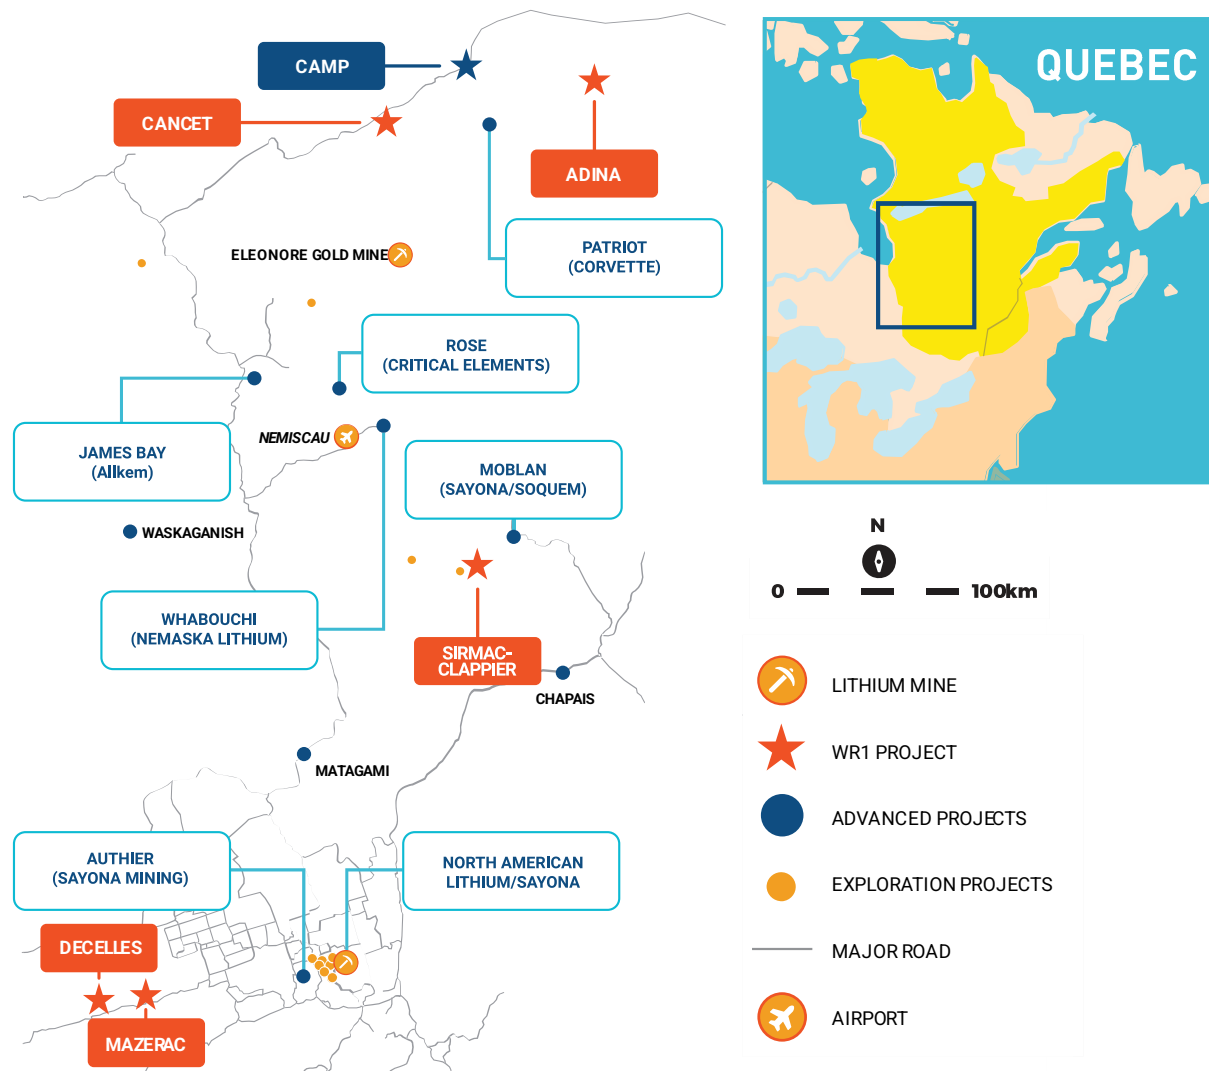 QUEBEC
CAMP
CANCET
ADINA
PATRIOT
(CORVETTE)
ELEONORE GOLD MINE
ROSE
(CRITICAL ELEMENTS)
JAMES BAY
(Allkem)
NEMISCAU
MOBLAN
(SAYONA/SOQUEM)
WASKAGANISH
WHABOUCHI
(NEMASKA LITHIUM)
SIRMAC-
CLAPPIER
CHAPAIS
MATAGAMI
AUTHIER
(SAYONA MINING)
NORTH AMERICAN
LITHIUM/SAYONA
DECELLES
MAZERAC
N
0 100km
LITHIUM MINE
WR1 PROJECT
ADVANCED PROJECTS
EXPLORATION PROJECTS
MAJOR ROAD
AIRPORT